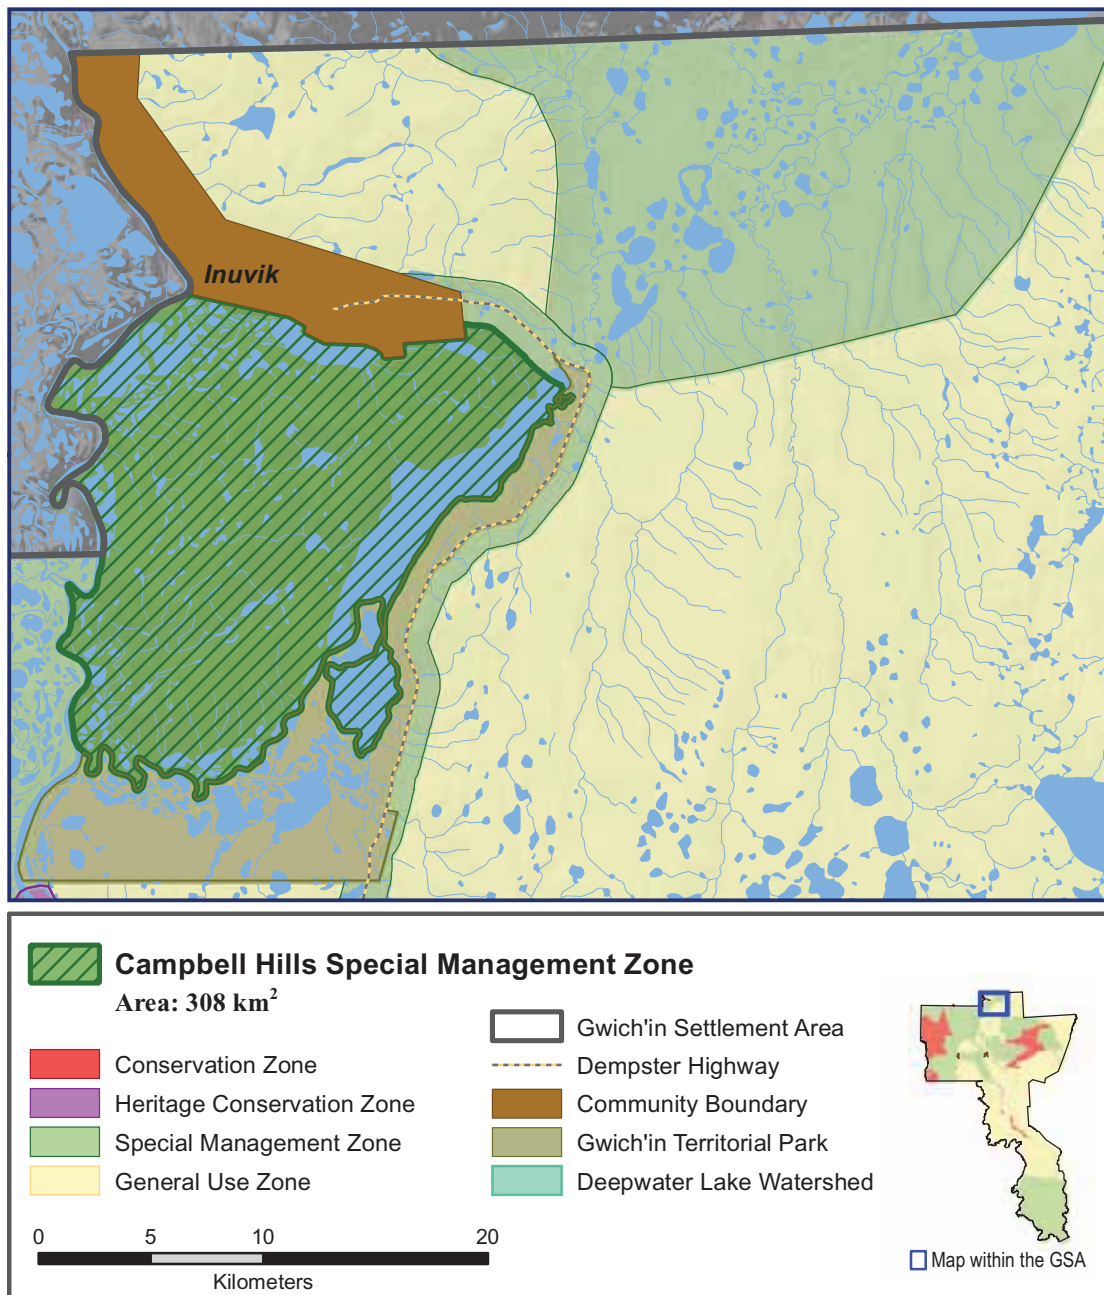 Inuvik
Campbell Hills Special Management Zone
Area: 308 km²
Conservation Zone
Heritage Conservation Zone
Special Management Zone
General Use Zone
Gwich'in Settlement Area
Dempster Highway
Community Boundary
Gwich'in Territorial Park
Deepwater Lake Watershed
0 5 10 20
Kilometers
Map within the GSA